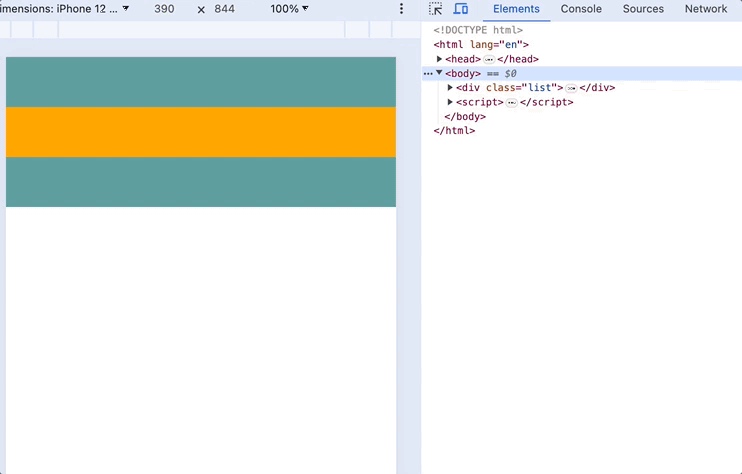 imensions: iPhone 12 ... ▼ 390 × 844 100% ▼
Elements Console Sources Network
<!DOCTYPE html>
<html lang="en">
▶ <head> ⋯ </head>
⋯ ▼ <body> == $0
▶ <div class="list"> ⋯ </div>
▶ <script> ⋯ </script>
</body>
</html>